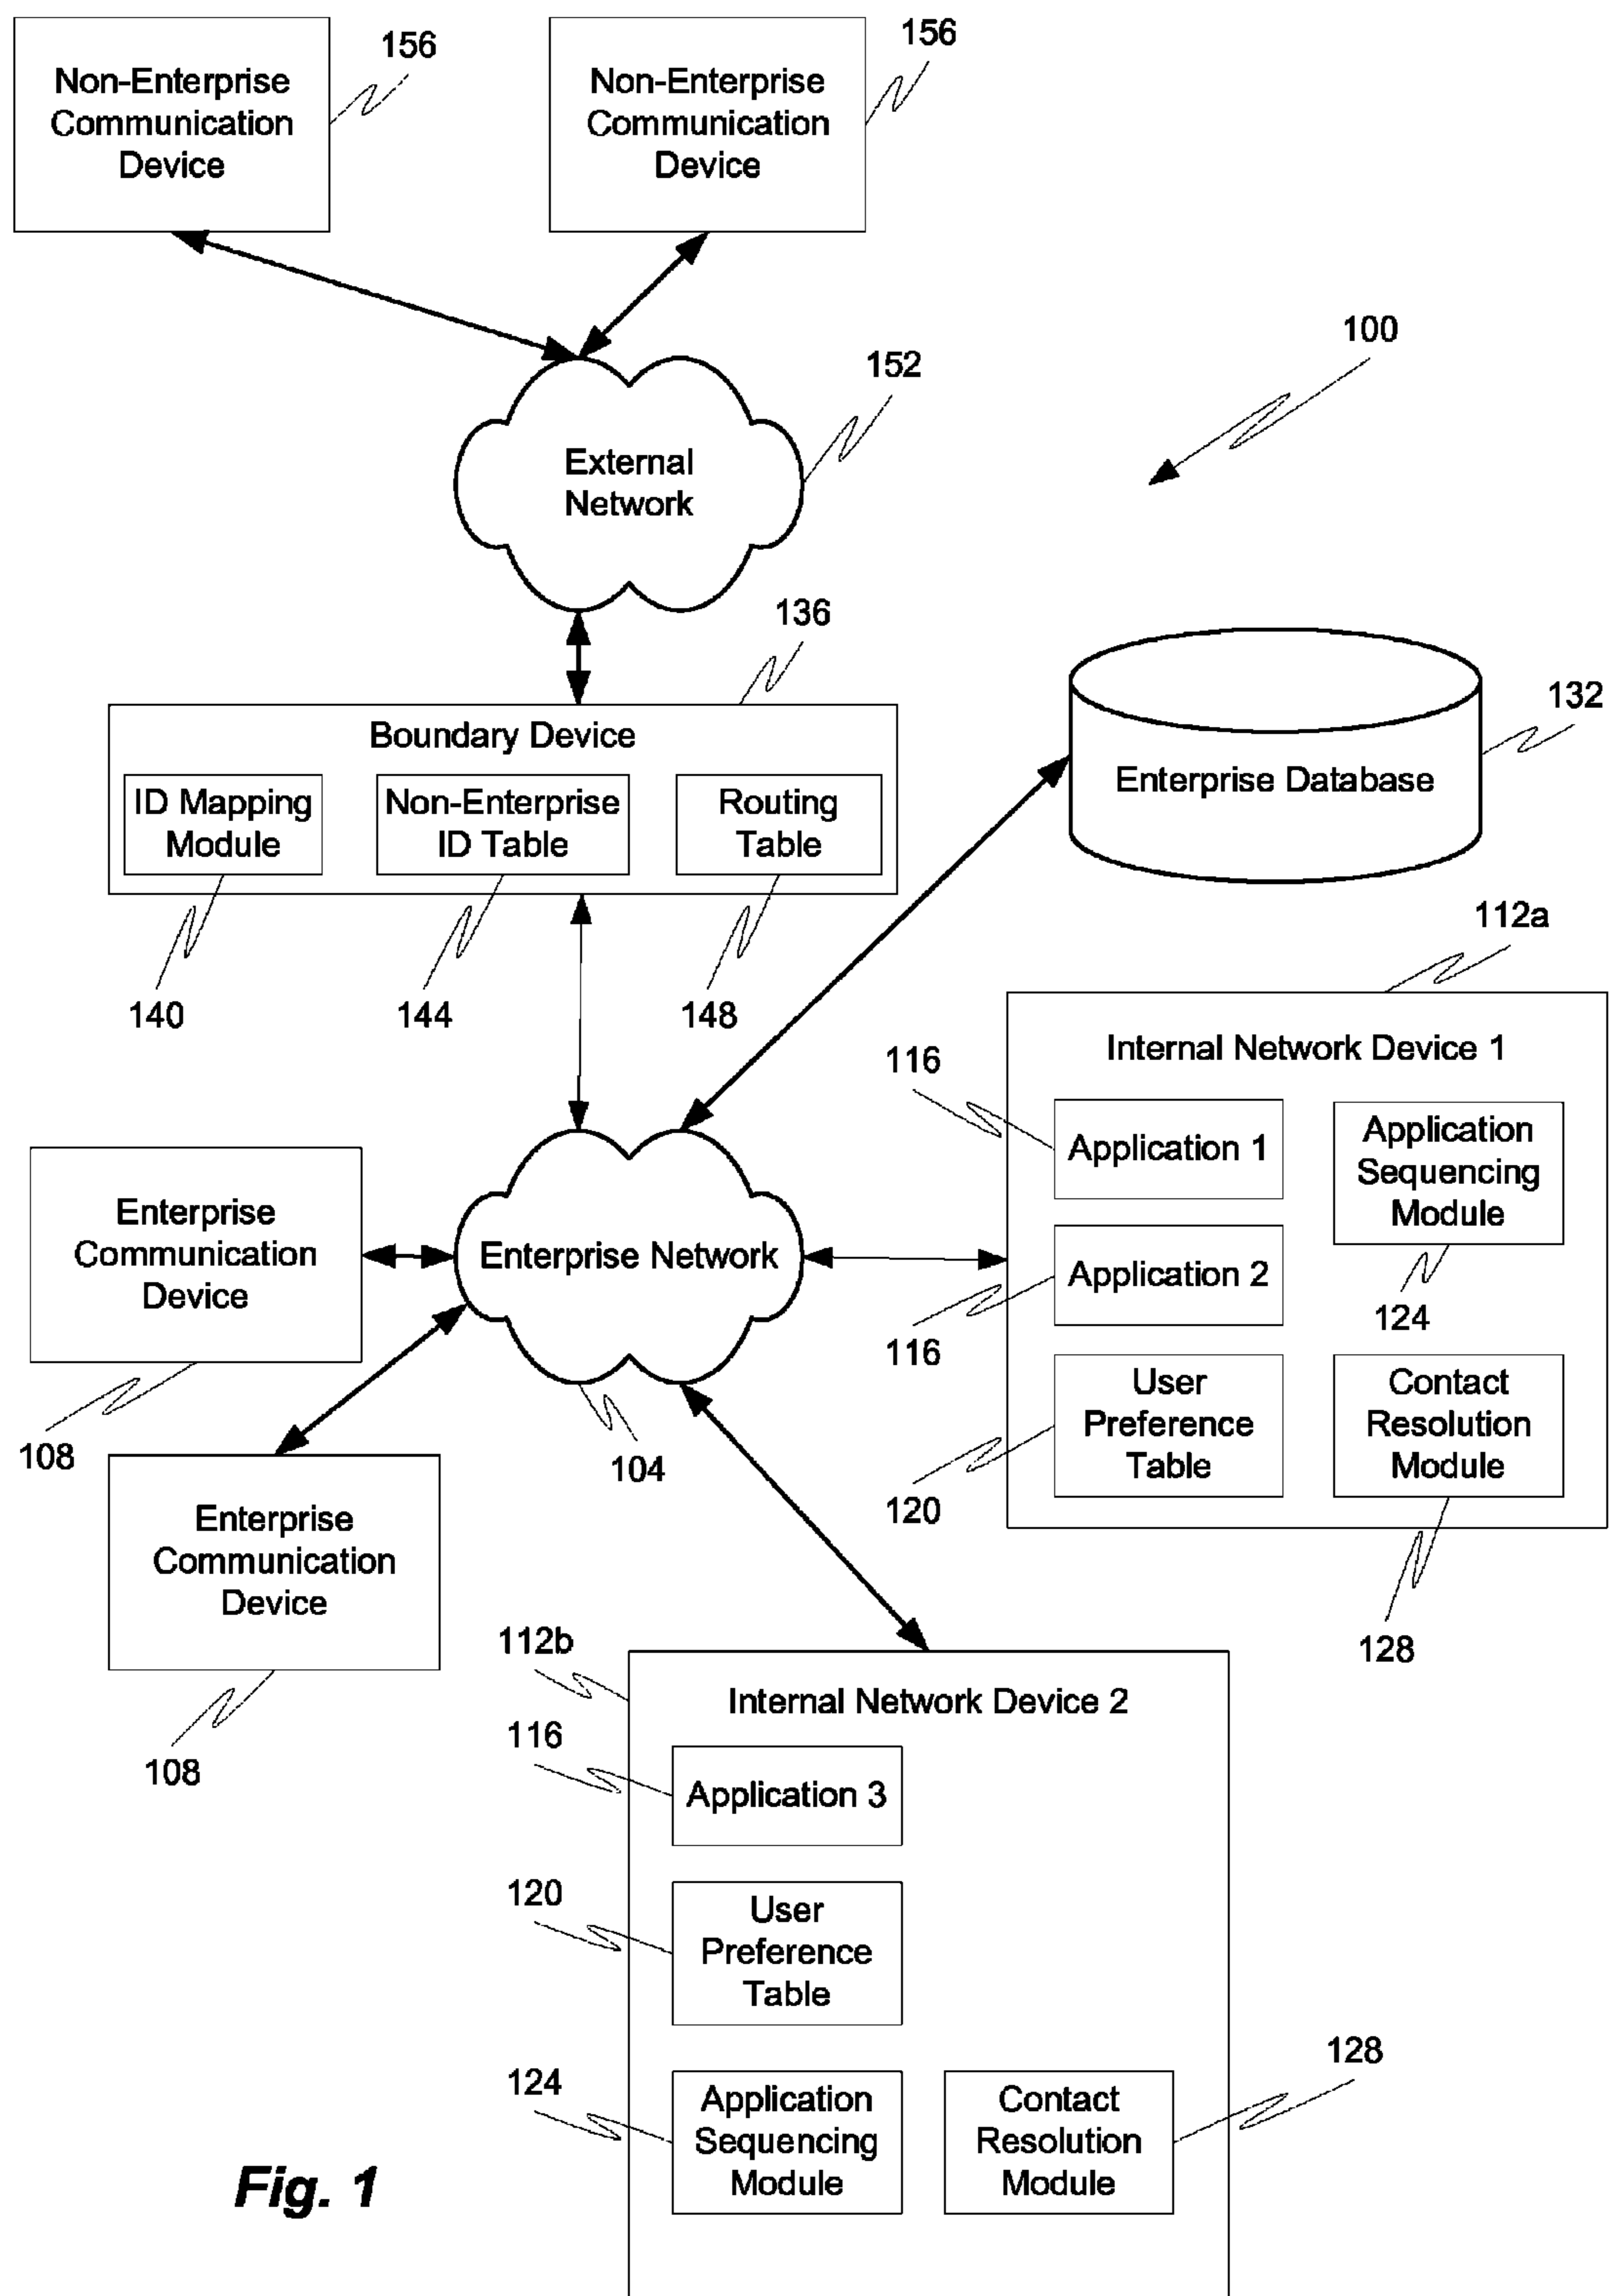 156
156
Non-Enterprise
Communication
Device
Non-Enterprise
Communication
Device
100
152
External
Network
136
132
Boundary Device
ID Mapping
Module
Non-Enterprise
ID Table
Routing
Table
Enterprise Database
140
144
148
112a
Internal Network Device 1
116
Application 1
Application
Sequencing
Module
Enterprise
Communication
Device
Enterprise Network
Application 2
124
116
User
Preference
Table
Contact
Resolution
Module
108
104
120
Enterprise
Communication
Device
128
112b
Internal Network Device 2
108
116
Application 3
120
User
Preference
Table
124
Application
Sequencing
Module
Contact
Resolution
Module
128
Fig. 1